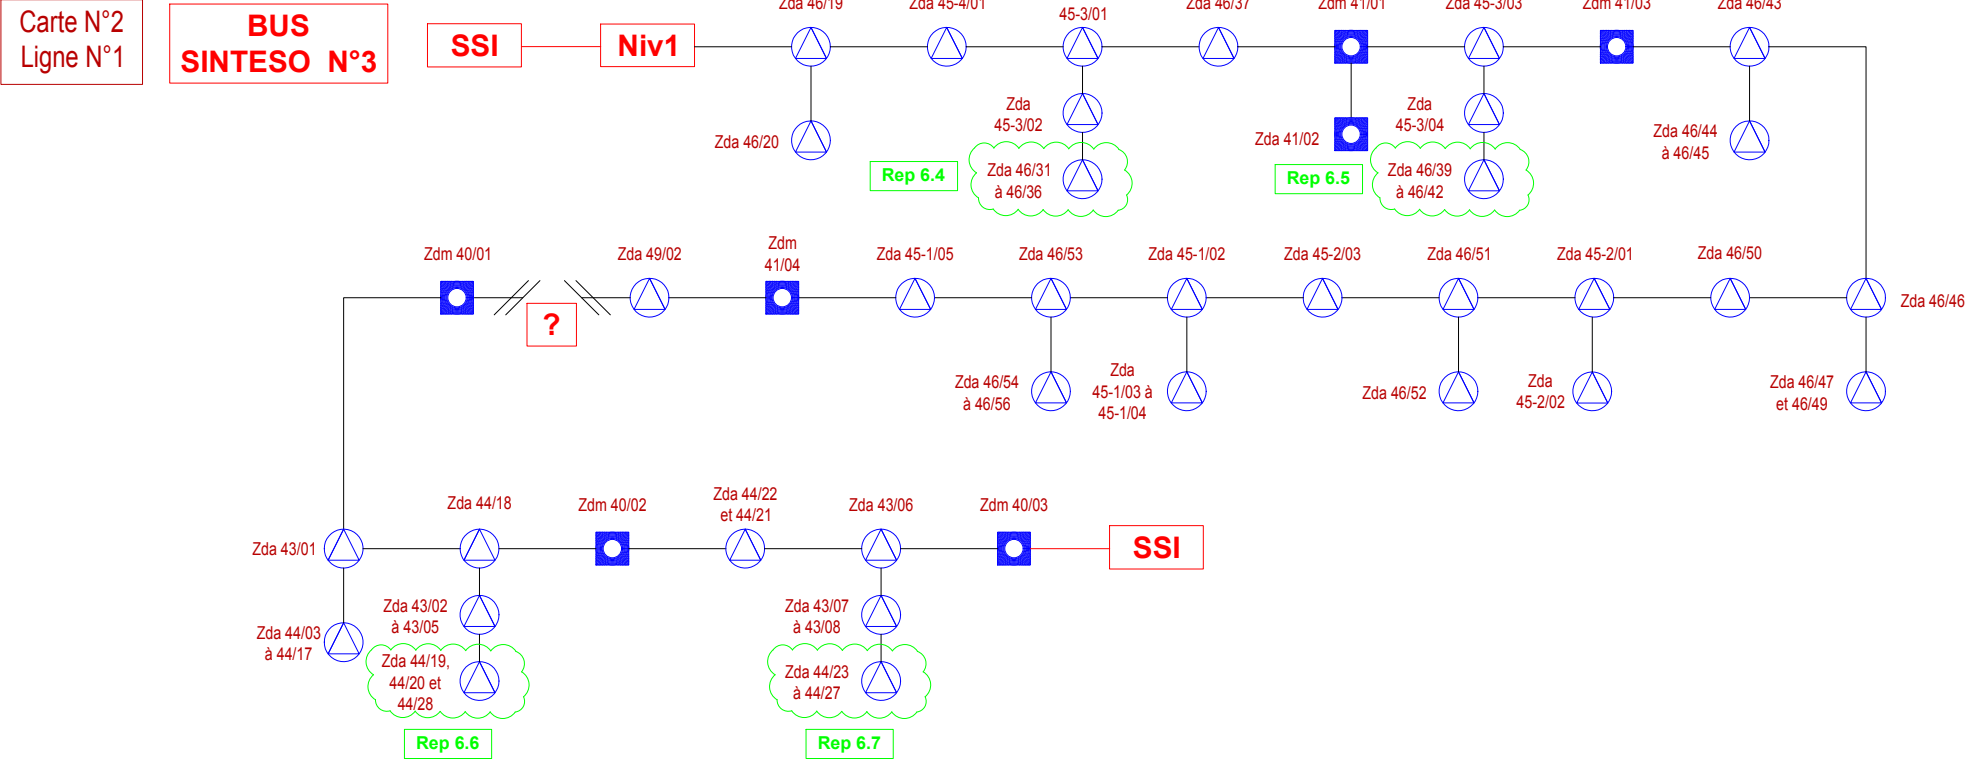 Carte N°2
Ligne N°1
BUS
SINTESO N°3
SSI
Niv1
Zda 46/19
Zda 45-4/01
45-3/01
Zda 46/37
Zdm 41/01
Zda 45-3/03
Zdm 41/03
Zda 46/43
Zda 46/20
Zda
45-3/02
Zda 41/02
Zda
45-3/04
Zda 46/44
à 46/45
Rep 6.4
Zda 46/31
à 46/36
Rep 6.5
Zda 46/39
à 46/42
Zdm 40/01
?
Zda 49/02
Zdm
41/04
Zda 45-1/05
Zda 46/53
Zda 45-1/02
Zda 45-2/03
Zda 46/51
Zda 45-2/01
Zda 46/50
Zda 46/46
Zda 46/54
à 46/56
Zda
45-1/03 à
45-1/04
Zda 46/52
Zda
45-2/02
Zda 46/47
et 46/49
Zda 43/01
Zda 44/18
Zdm 40/02
Zda 44/22
et 44/21
Zda 43/06
Zdm 40/03
SSI
Zda 44/03
à 44/17
Zda 43/02
à 43/05
Zda 43/07
à 43/08
Zda 44/19,
44/20 et
44/28
Zda 44/23
à 44/27
Rep 6.6
Rep 6.7